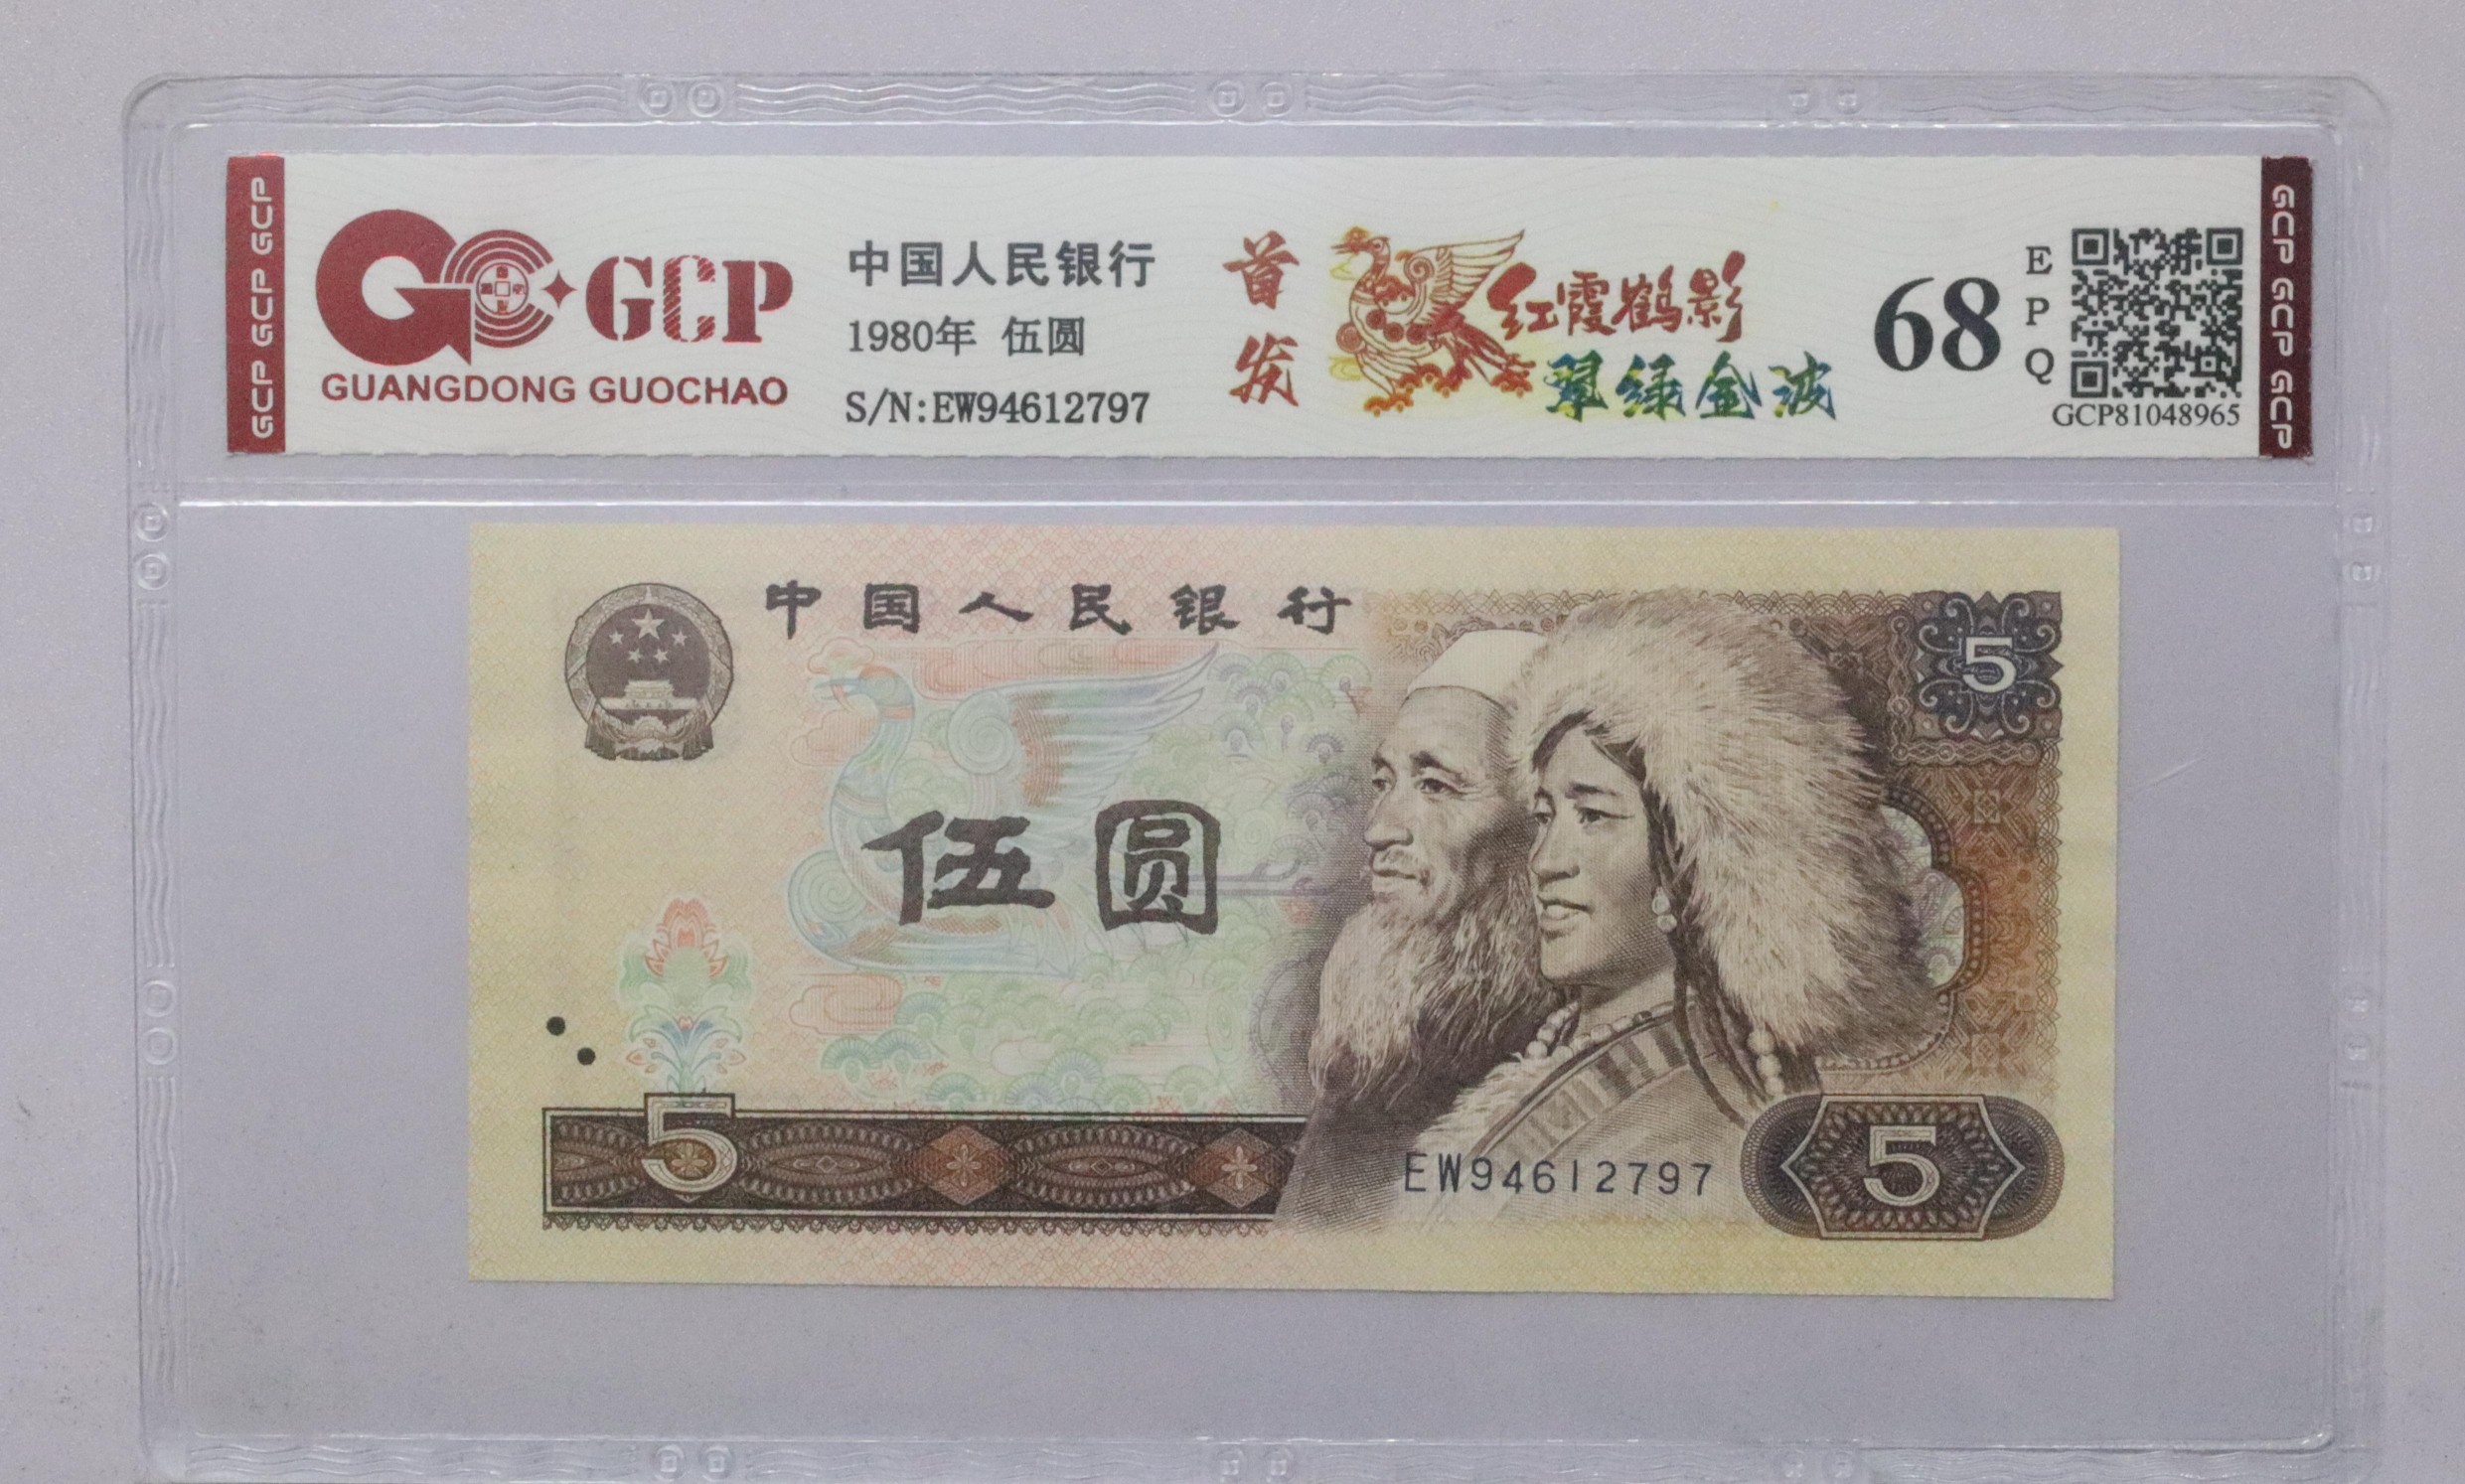 GCP GCP GCP
GCP
GUANGDONG GUOCHAO
中国人民银行
1980年 伍圆
S/N:EW94612797
首发
红霞鹤影
翠绿金波
68
EPQ
GCP81048965
GCP GCP GCP
中国人民银行
5
伍圆
5
EW94612797
5